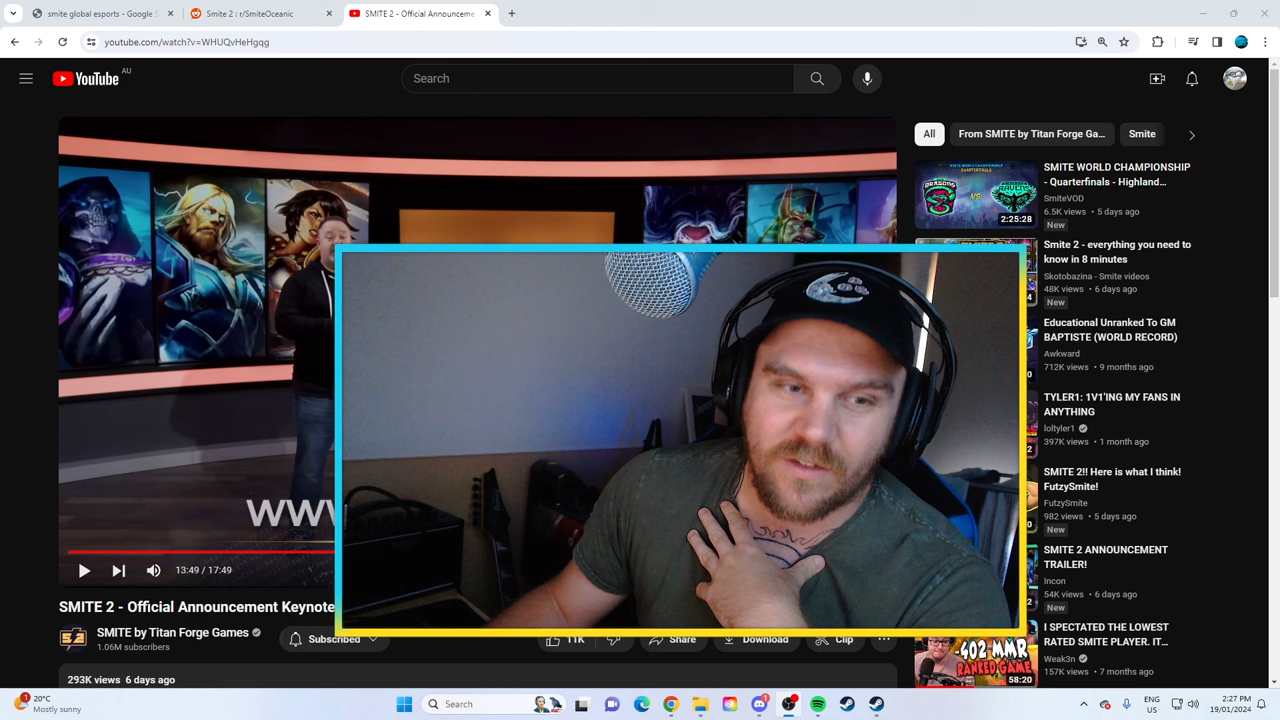 smite global esports - Google S
Smite 2 : r/SmiteOceanic
SMITE 2 - Official Announceme
youtube.com/watch?v=WHUQvHeHgqg
YouTube AU
Search
All
From SMITE by Titan Forge Ga...
Smite
SMITE WORLD CHAMPIONSHIP
QUARTERFINALS
DRAGONS
VS
2:25:28
SMITE WORLD CHAMPIONSHIP
- Quarterfinals - Highland...
SmiteVOD
6.5K views • 5 days ago
New
Smite 2 - everything you need to
know in 8 minutes
Skotobazina - Smite videos
48K views • 6 days ago
New
Educational Unranked To GM
BAPTISTE (WORLD RECORD)
Awkward
712K views • 9 months ago
TYLER1: 1V1'ING MY FANS IN
ANYTHING
loltyler1
397K views • 1 month ago
SMITE 2!! Here is what I think!
FutzySmite!
FutzySmite
982 views • 5 days ago
New
SMITE 2 ANNOUNCEMENT
TRAILER!
Incon
54K views • 6 days ago
New
-402 MMR
RANKED GAME
58:20
I SPECTATED THE LOWEST
RATED SMITE PLAYER. IT...
Weak3n
157K views • 7 months ago
WWW
13:49 / 17:49
SMITE 2 - Official Announcement Keynote
SMITE by Titan Forge Games
1.06M subscribers
Subscribed
11K
Share
Download
Clip
293K views 6 days ago
1
20°C
Mostly sunny
Search
1
ENG
US
2:27 PM
19/01/2024